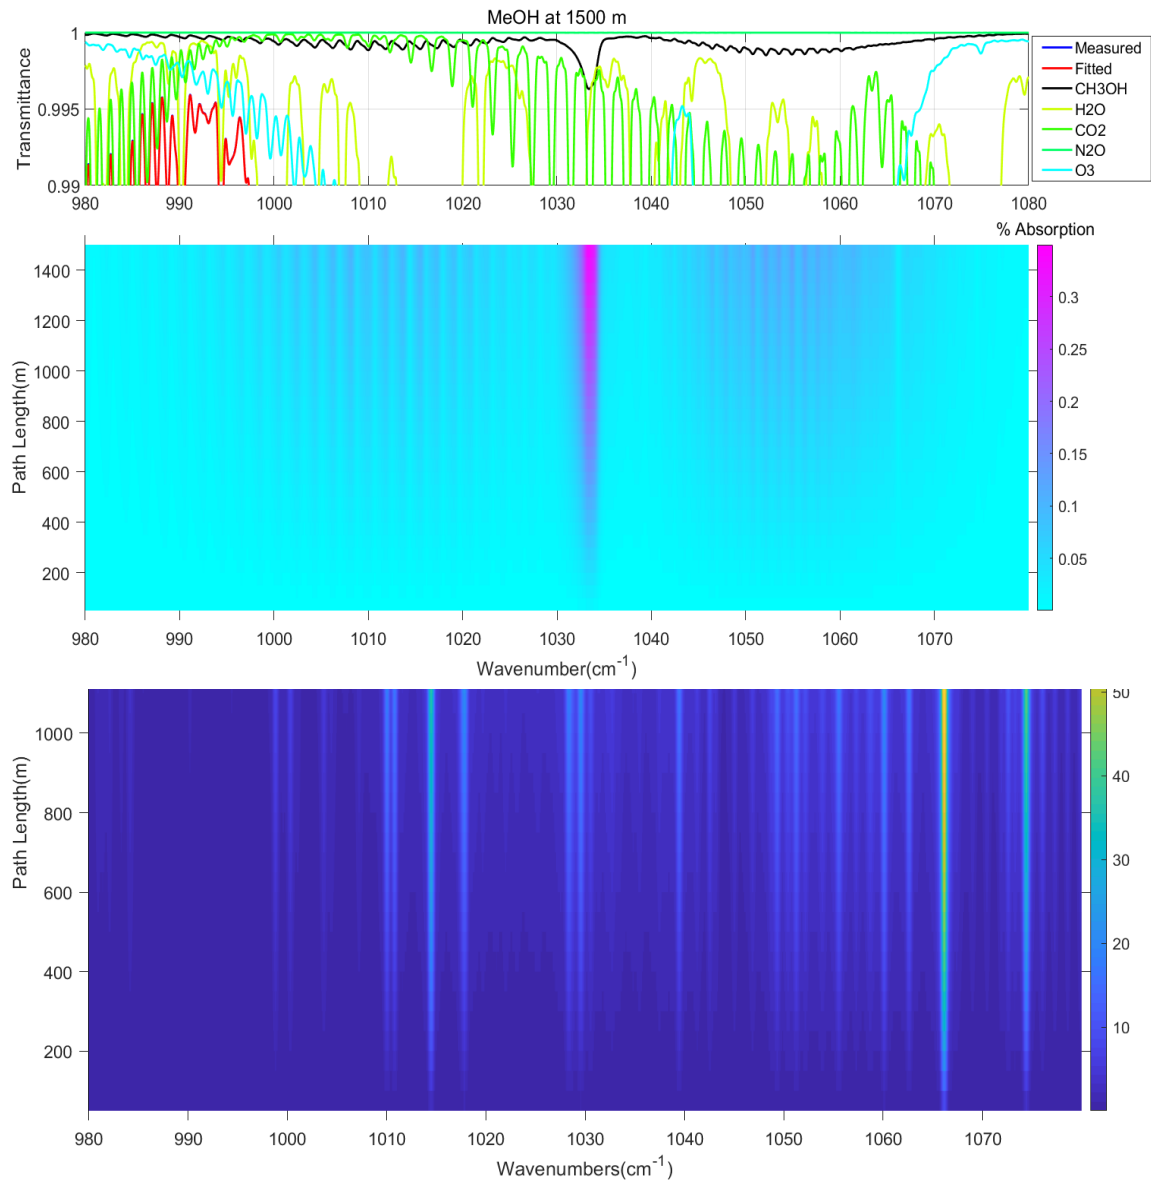 MeOH at 1500 m
Transmittance
1
0.995
0.99
980 990 1000 1010 1020 1030 1040 1050 1060 1070 1080
Measured
Fitted
CH3OH
H2O
CO2
N2O
O3
% Absorption
Path Length(m)
1400
1200
1000
800
600
400
200
0.3
0.25
0.2
0.15
0.1
0.05
980 990 1000 1010 1020 1030 1040 1050 1060 1070
Wavenumber(cm-1)
Path Length(m)
1000
800
600
400
200
50
40
30
20
10
980 990 1000 1010 1020 1030 1040 1050 1060 1070
Wavenumbers(cm-1)